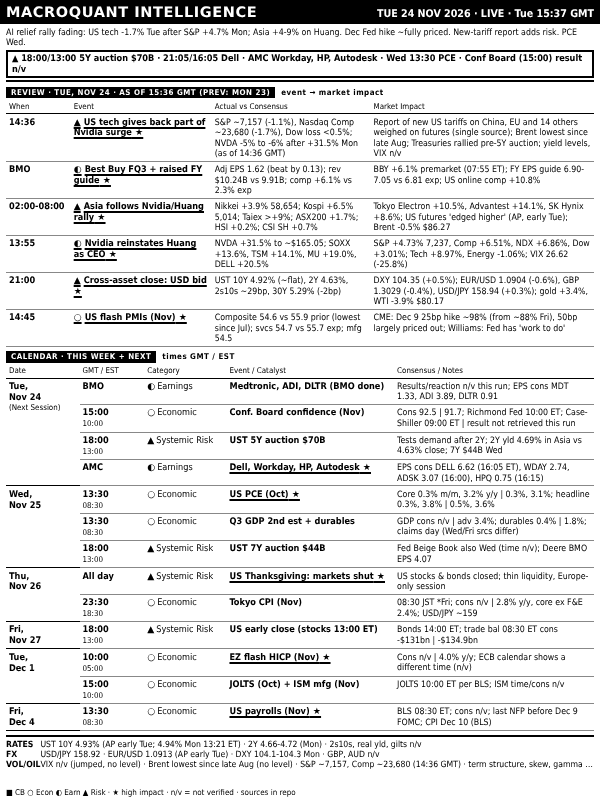 MACROQUANT INTELLIGENCE
TUE 24 NOV 2026 · LIVE · Tue 15:37 GMT
AI relief rally fading: US tech -1.7% Tue after S&P +4.7% Mon; Asia +4-9% on Huang. Dec Fed hike ~fully priced. New-tariff report adds risk. PCE
Wed.
▲ 18:00/13:00 5Y auction $70B · 21:05/16:05 Dell · AMC Workday, HP, Autodesk · Wed 13:30 PCE · Conf Board (15:00) result
n/v
REVIEW · TUE, NOV 24 · AS OF 15:36 GMT (PREV: MON 23) event → market impact
When Event Actual vs Consensus Market Impact
14:36
▲ US tech gives back part of
Nvidia surge ★
S&P ~7,157 (-1.1%), Nasdaq Comp
~23,680 (-1.7%), Dow loss <0.5%;
NVDA -5% to -6% after +31.5% Mon
(as of 14:36 GMT)
Report of new US tariffs on China, EU and 14 others
weighed on futures (single source); Brent lowest since
late Aug; Treasuries rallied pre-5Y auction; yield levels,
VIX n/v
BMO
◐ Best Buy FQ3 + raised FY
guide ★
Adj EPS 1.62 (beat by 0.13); rev
$10.24B vs 9.91B; comp +6.1% vs
2.3% exp
BBY +6.1% premarket (07:55 ET); FY EPS guide 6.90-
7.05 vs 6.81 exp; US online comp +10.8%
02:00-08:00
▲ Asia follows Nvidia/Huang
rally ★
Nikkei +3.9% 58,654; Kospi +6.5%
5,014; Taiex >+9%; ASX200 +1.7%;
HSI +0.2%; CSI SH +0.7%
Tokyo Electron +10.5%, Advantest +14.1%, SK Hynix
+8.6%; US futures 'edged higher' (AP, early Tue);
Brent -0.5% $86.27
13:55
◐ Nvidia reinstates Huang
as CEO ★
NVDA +31.5% to ~$165.05; SOXX
+13.6%, TSM +14.1%, MU +19.0%,
DELL +20.5%
S&P +4.73% 7,237, Comp +6.51%, NDX +6.86%, Dow
+3.01%; Tech +8.97%, Energy -1.06%; VIX 26.62
(-25.8%)
21:00
▲ Cross-asset close: USD bid
★
UST 10Y 4.92% (~flat), 2Y 4.63%,
2s10s ~29bp, 30Y 5.29% (-2bp)
DXY 104.35 (+0.5%); EUR/USD 1.0904 (-0.6%), GBP
1.3029 (-0.4%), USD/JPY 158.94 (+0.3%); gold +3.4%,
WTI -3.9% $80.17
14:45
○ US flash PMIs (Nov) ★
Composite 54.6 vs 55.9 prior (lowest
since Jul); svcs 54.7 vs 55.7 exp; mfg
54.5
CME: Dec 9 25bp hike ~98% (from ~88% Fri), 50bp
largely priced out; Williams: Fed has 'work to do'
CALENDAR · THIS WEEK + NEXT times GMT / EST
Date GMT / EST Category Event / Catalyst Consensus / Notes
Tue,
Nov 24
(Next Session)
BMO ◐ Earnings Medtronic, ADI, DLTR (BMO done)
Results/reaction n/v this run; EPS cons MDT
1.33, ADI 3.89, DLTR 0.91
15:00
10:00
○ Economic Conf. Board confidence (Nov)
Cons 92.5 | 91.7; Richmond Fed 10:00 ET; Case-
Shiller 09:00 ET | result not retrieved this run
18:00
13:00
▲ Systemic Risk UST 5Y auction $70B
Tests demand after 2Y; 2Y yld 4.69% in Asia vs
4.63% close; 7Y $44B Wed
AMC ◐ Earnings Dell, Workday, HP, Autodesk ★
EPS cons DELL 6.62 (16:05 ET), WDAY 2.74,
ADSK 3.07 (16:00), HPQ 0.75 (16:15)
Wed,
Nov 25
13:30
08:30
○ Economic US PCE (Oct) ★
Core 0.3% m/m, 3.2% y/y | 0.3%, 3.1%; headline
0.3%, 3.8% | 0.5%, 3.6%
13:30
08:30
○ Economic Q3 GDP 2nd est + durables
GDP cons n/v | adv 3.4%; durables 0.4% | 1.8%;
claims day (Wed/Fri srcs differ)
18:00
13:00
▲ Systemic Risk UST 7Y auction $44B
Fed Beige Book also Wed (time n/v); Deere BMO
EPS 4.07
Thu,
Nov 26
All day ▲ Systemic Risk US Thanksgiving: markets shut ★
US stocks & bonds closed; thin liquidity, Europe-
only session
23:30
18:30
○ Economic Tokyo CPI (Nov)
08:30 JST *Fri; cons n/v | 2.8% y/y, core ex F&E
2.4%; USD/JPY ~159
Fri,
Nov 27
18:00
13:00
▲ Systemic Risk US early close (stocks 13:00 ET)
Bonds 14:00 ET; trade bal 08:30 ET cons
-$131bn | -$134.9bn
Tue,
Dec 1
10:00
05:00
○ Economic EZ flash HICP (Nov) ★
Cons n/v | 4.0% y/y; ECB calendar shows a
different time (n/v)
15:00
10:00
○ Economic JOLTS (Oct) + ISM mfg (Nov)
JOLTS 10:00 ET per BLS; ISM time/cons n/v
Fri,
Dec 4
13:30
08:30
○ Economic US payrolls (Nov) ★
BLS 08:30 ET; cons n/v; last NFP before Dec 9
FOMC; CPI Dec 10 (BLS)
RATES UST 10Y 4.93% (AP early Tue; 4.94% Mon 13:21 ET) · 2Y 4.66-4.72 (Mon) · 2s10s, real yld, gilts n/v
FX USD/JPY 158.92 · EUR/USD 1.0913 (AP early Tue) · DXY 104.1-104.3 Mon · GBP, AUD n/v
VOL/OIL VIX n/v (jumped, no level) · Brent lowest since late Aug (no level) · S&P ~7,157, Comp ~23,680 (14:36 GMT) · term structure, skew, gamma ...
■ CB ○ Econ ◐ Earn ▲ Risk · ★ high impact · n/v = not verified · sources in repo